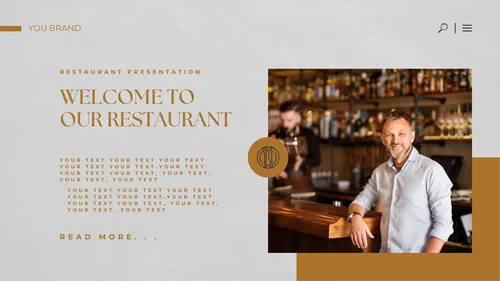 YOU BRAND
RESTAURANT PRESENTATION
WELCOME TO
OUR RESTAURANT
YOUR TEXT YOUR TEXT YOUR TEXT
YOUR TEXT YOUR TEXT,YOUR TEXT
YOUR TEXT YOUR TEXT, YOUR TEXT,
YOUR TEXT, YOUR TEXT
YOUR TEXT YOUR TEXT YOUR TEXT
YOUR TEXT YOUR TEXT,YOUR TEXT
YOUR TEXT YOUR TEXT, YOUR TEXT,
YOUR TEXT, YOUR TEXT
READ MORE. . .